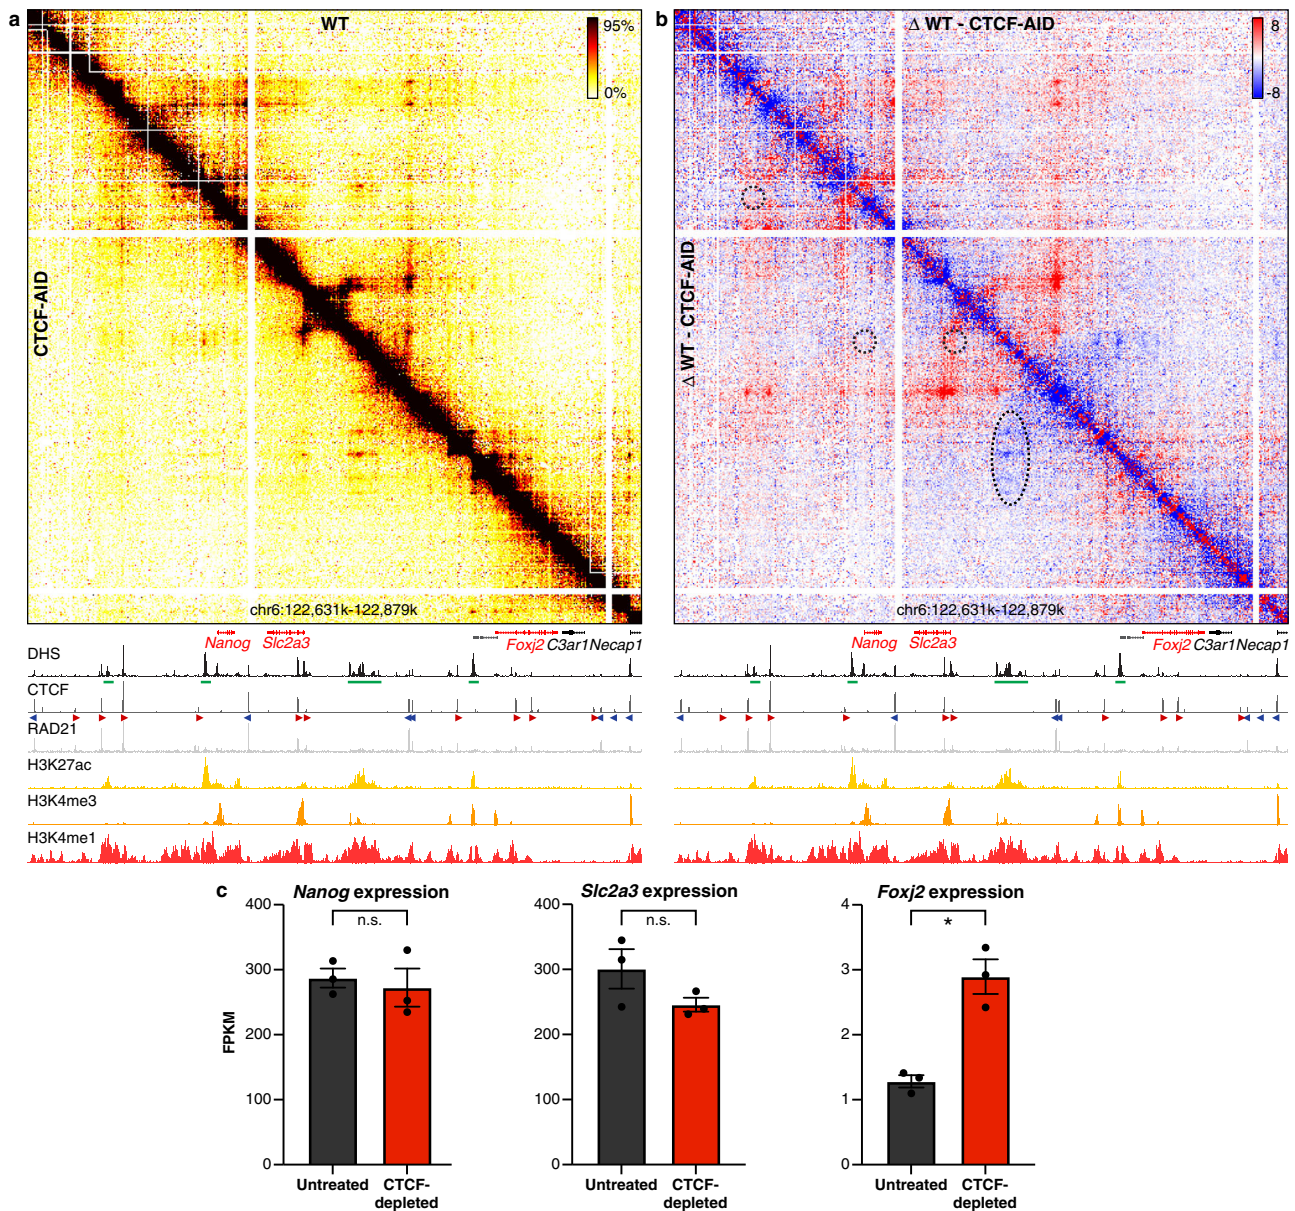 a
WT
95%
0%
CTCF-AID
chr6:122,631k-122,879k
b
Δ WT - CTCF-AID
8
-8
Δ WT - CTCF-AID
chr6:122,631k-122,879k
Nanog Slc2a3 Foxj2 C3ar1 Necap1
Nanog Slc2a3 Foxj2 C3ar1 Necap1
DHS
CTCF
RAD21
H3K27ac
H3K4me3
H3K4me1
c
Nanog expression
n.s.
400
300
200
100
0
FPKM
Untreated
CTCF-depleted
Slc2a3 expression
n.s.
400
300
200
100
0
Untreated
CTCF-depleted
Foxj2 expression
*
4
3
2
1
0
Untreated
CTCF-depleted